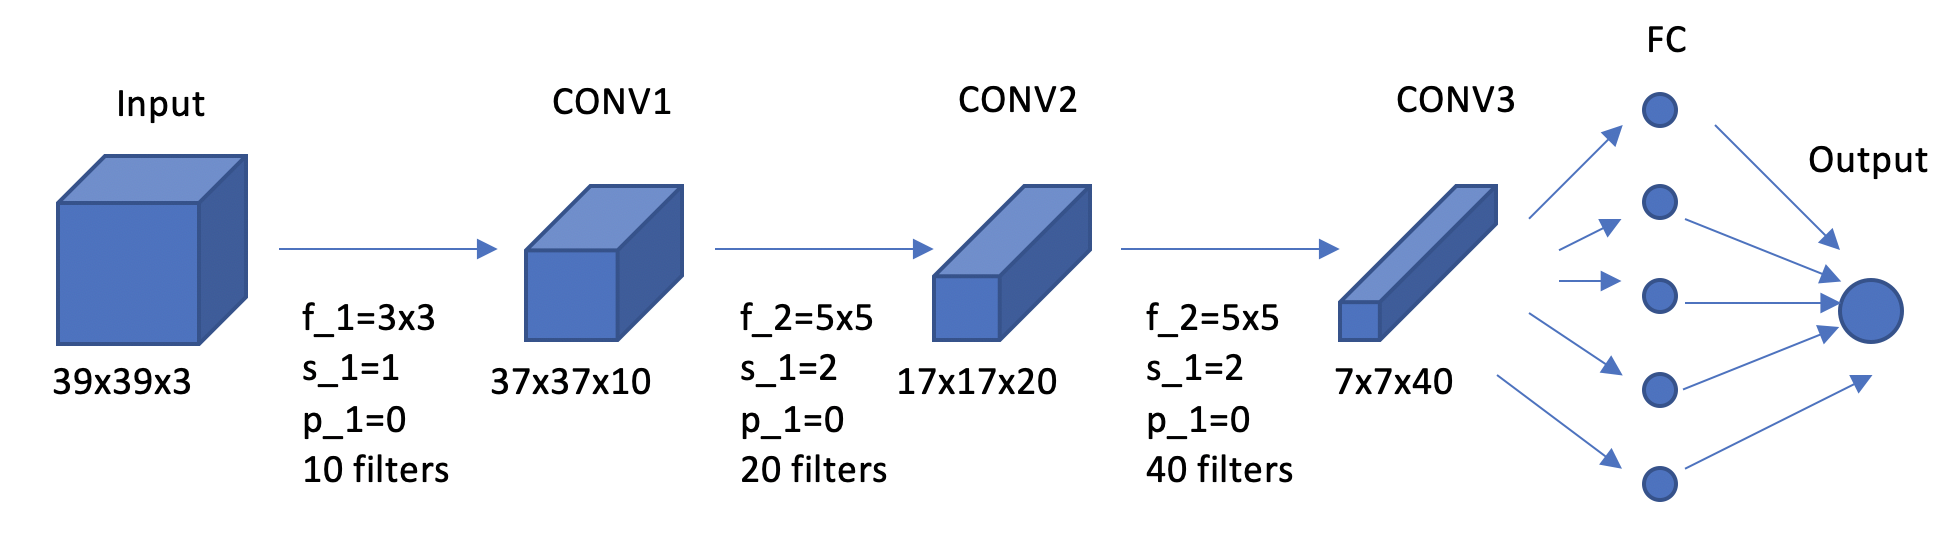 Input
39x39x3
f_1=3x3
s_1=1
p_1=0
10 filters
CONV1
37x37x10
f_2=5x5
s_1=2
p_1=0
20 filters
CONV2
17x17x20
f_2=5x5
s_1=2
p_1=0
40 filters
CONV3
7x7x40
FC
Output